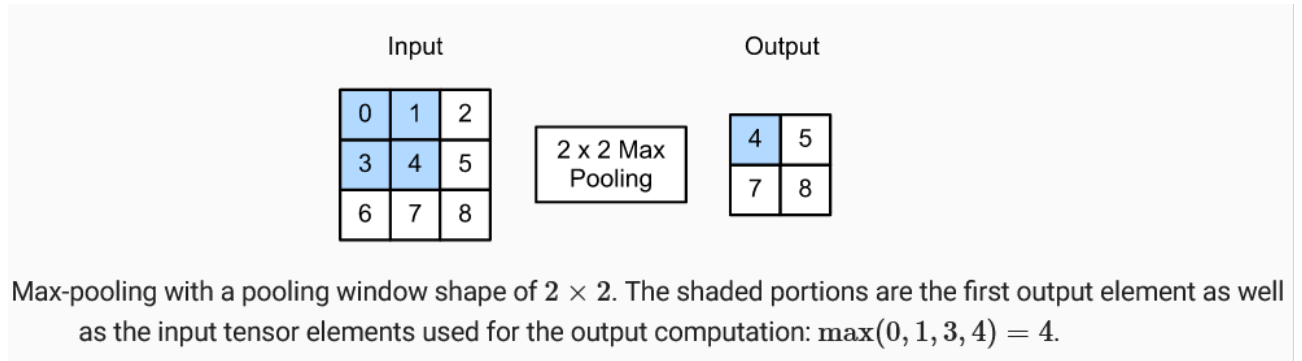 Input Output
0 1 2
3 4 5
6 7 8
2 x 2 Max
Pooling
4 5
7 8
Max-pooling with a pooling window shape of 2 × 2. The shaded portions are the first output element as well
as the input tensor elements used for the output computation: max(0, 1, 3, 4) = 4.